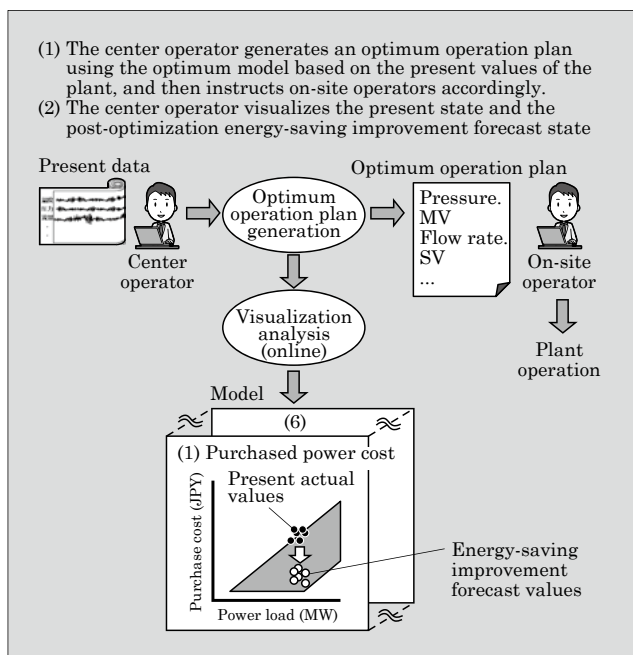 (1) The center operator generates an optimum operation plan
using the optimum model based on the present values of the
plant, and then instructs on-site operators accordingly.
(2) The center operator visualizes the present state and the
post-optimization energy-saving improvement forecast state
Present data
Center
operator
Optimum
operation plan
generation
Optimum operation plan
Pressure.
MV
Flow rate.
SV
...
On-site
operator
Plant
operation
Visualization
analysis
(online)
Model
(6)
(1) Purchased power cost
Present actual
values
Purchase cost (JPY)
Power load (MW)
Energy-saving
improvement
forecast values